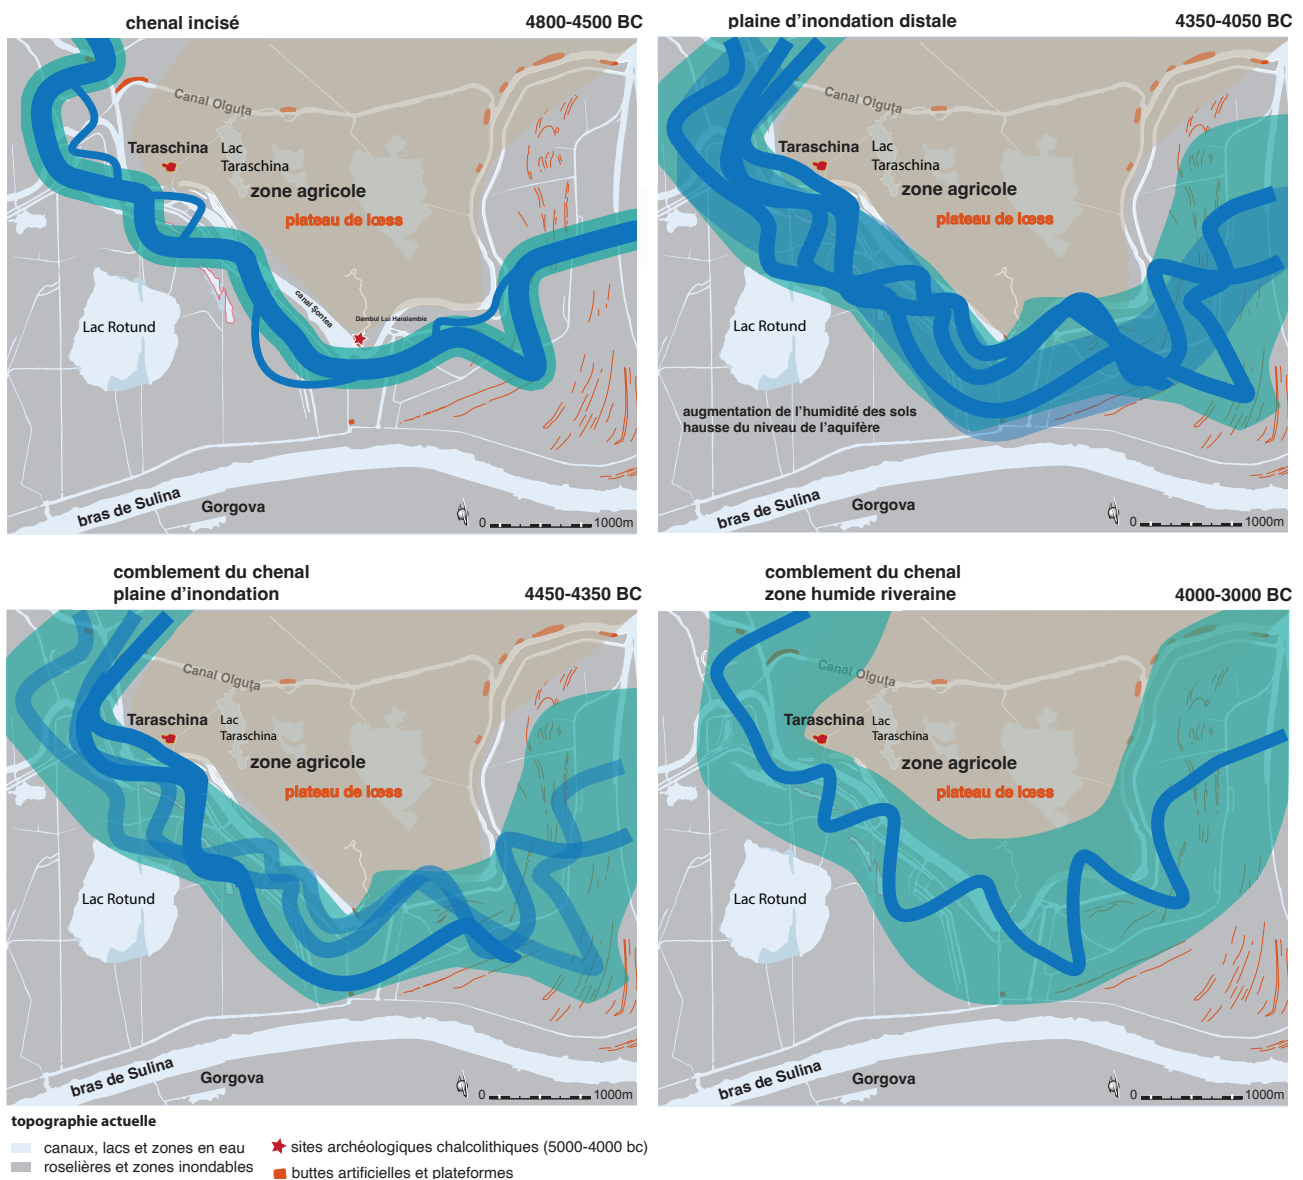 chenal incisé
4800-4500 BC
Canal Olguţa
Taraschina
Lac
Taraschina
zone agricole
plateau de lœss
canal Şontea
Dambul Lui Haralambie
Lac Rotund
bras de Sulina
Gorgova
0
1000m
plaine d'inondation distale
4350-4050 BC
Canal Olguţa
Taraschina
Lac
Taraschina
zone agricole
plateau de lœss
Lac Rotund
augmentation de l'humidité des sols
hausse du niveau de l'aquifère
bras de Sulina
Gorgova
0
1000m
comblement du chenal
plaine d'inondation
4450-4350 BC
Canal Olguţa
Taraschina
Lac
Taraschina
zone agricole
plateau de lœss
Lac Rotund
bras de Sulina
Gorgova
0
1000m
comblement du chenal
zone humide riveraine
4000-3000 BC
Canal Olguţa
Taraschina
Lac
Taraschina
zone agricole
plateau de lœss
Lac Rotund
bras de Sulina
Gorgova
0
1000m
topographie actuelle
canaux, lacs et zones en eau
roselières et zones inondables
sites archéologiques chalcolithiques (5000-4000 bc)
buttes artificielles et plateformes